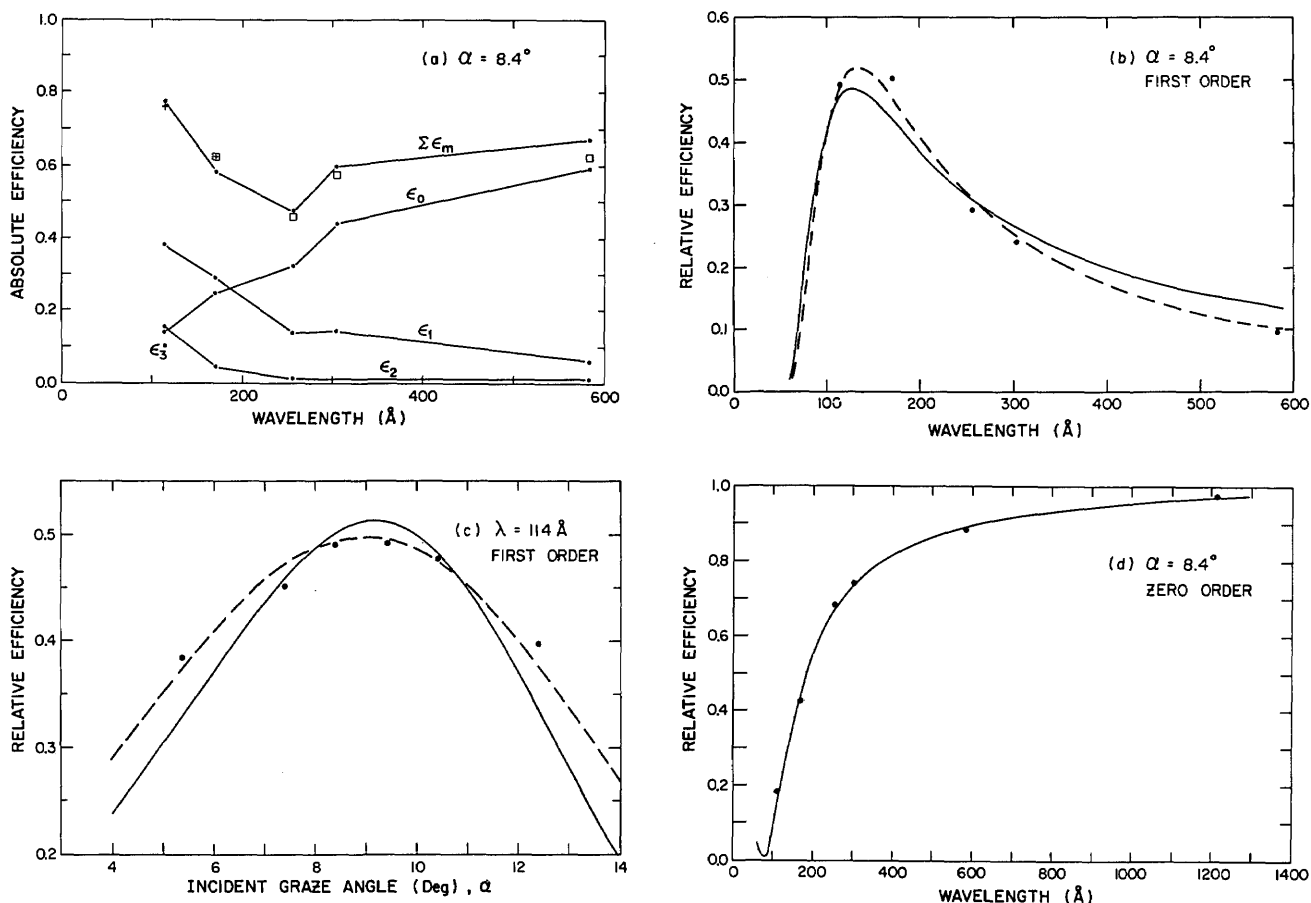 1.0
0.8
0.6
0.4
0.2
0.0
0
200
400
600
ABSOLUTE EFFICIENCY
WAVELENGTH (Å)
(a) α = 8.4°
Σ ϵm
ϵ0
ϵ1
ϵ2
ϵ3
0.6
0.5
0.4
0.3
0.2
0.1
0.0
0
100
200
300
400
500
600
RELATIVE EFFICIENCY
WAVELENGTH (Å)
(b) α = 8.4°
FIRST ORDER
0.5
0.4
0.3
0.2
4
6
8
10
12
14
RELATIVE EFFICIENCY
INCIDENT GRAZE ANGLE (Deg), α
(c) λ = 114 Å
FIRST ORDER
1.0
0.8
0.6
0.4
0.2
0.0
0
200
400
600
800
1000
1200
1400
RELATIVE EFFICIENCY
WAVELENGTH (Å)
(d) α = 8.4°
ZERO ORDER